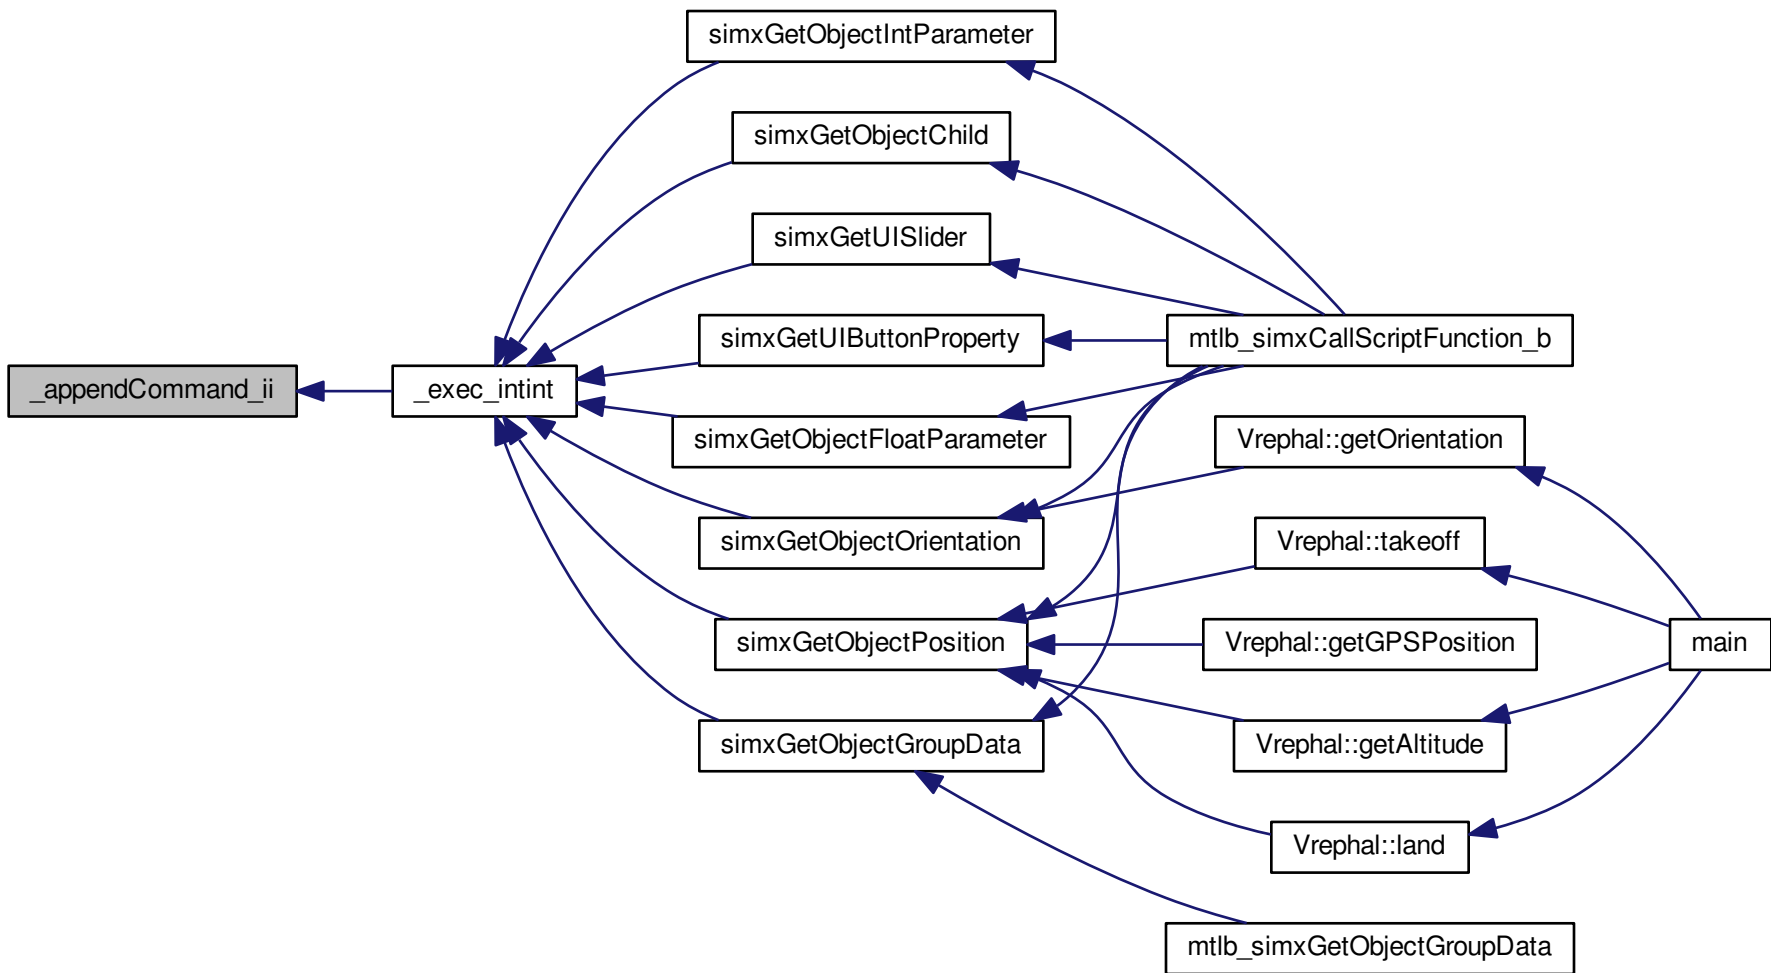 simxGetObjectIntParameter
simxGetObjectChild
simxGetUISlider
simxGetUIButtonProperty
mtlb_simxCallScriptFunction_b
_appendCommand_ii
_exec_intint
simxGetObjectFloatParameter
Vrephal::getOrientation
simxGetObjectOrientation
Vrephal::takeoff
simxGetObjectPosition
Vrephal::getGPSPosition
main
simxGetObjectGroupData
Vrephal::getAltitude
Vrephal::land
mtlb_simxGetObjectGroupData